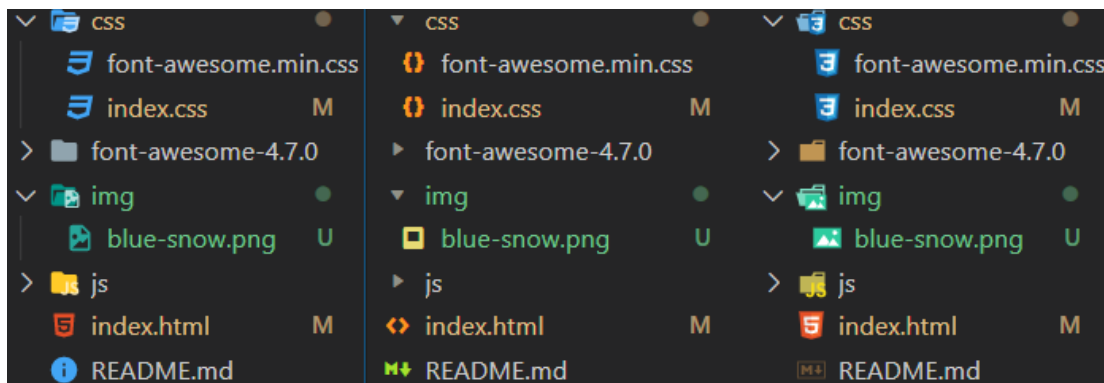 css
font-awesome.min.css
index.css M
font-awesome-4.7.0
img
blue-snow.png U
JS js
index.html M
README.md
css
font-awesome.min.css
index.css M
font-awesome-4.7.0
img
blue-snow.png U
js
index.html M
M README.md
css
font-awesome.min.css
index.css M
font-awesome-4.7.0
img
blue-snow.png U
JS js
index.html M
M README.md